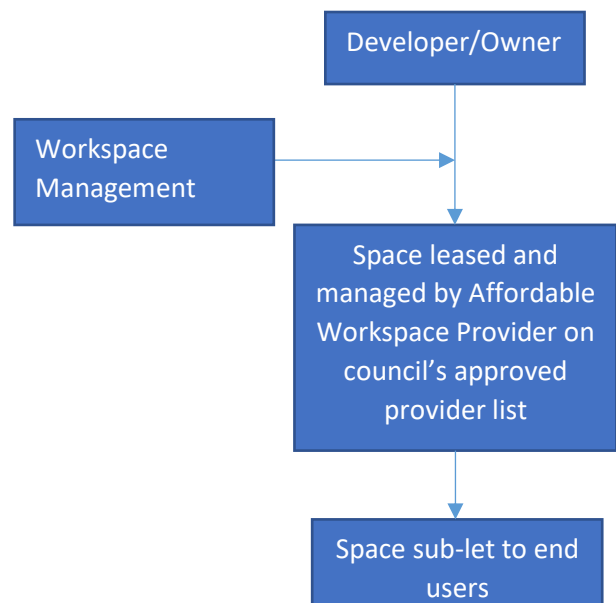 Developer/Owner
Workspace
Management
Space leased and
managed by Affordable
Workspace Provider on
council’s approved
provider list
Space sub-let to end
users